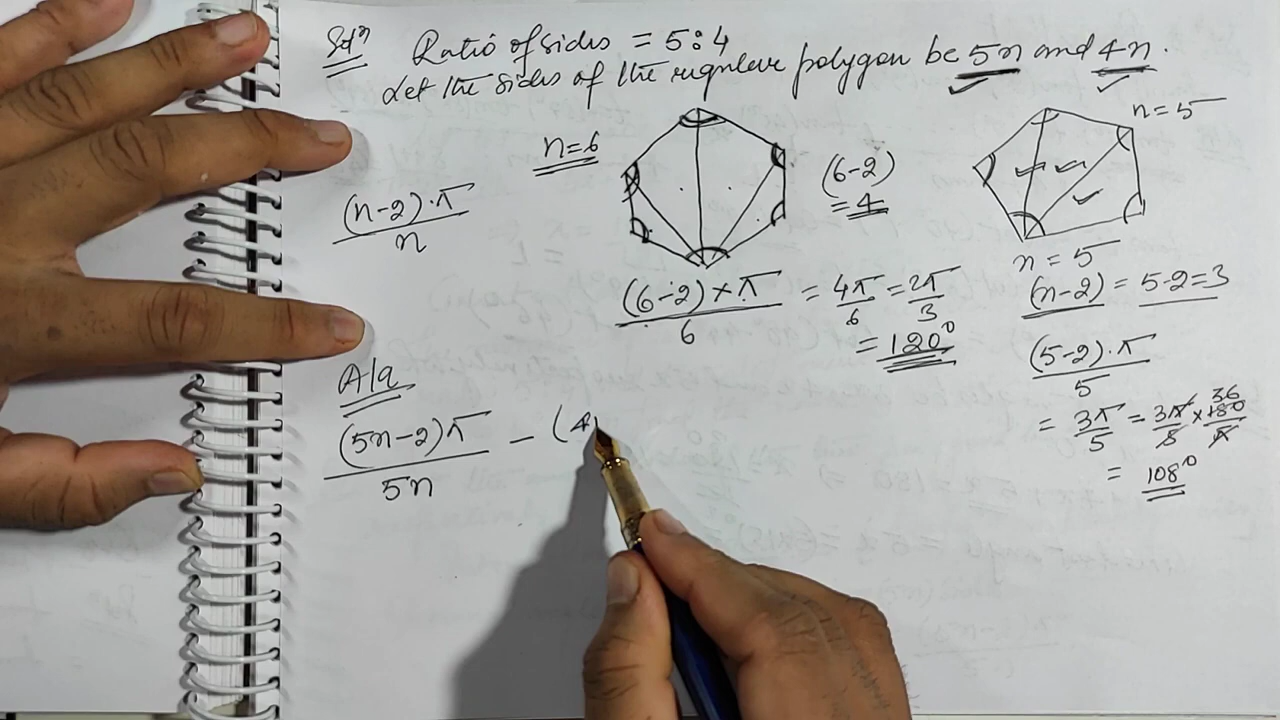 Solⁿ Ratio of sides = 5:4
Let the sides of the regular polygon be 5n and 4n.
n=6
(6-2)
=4
n=5
(n-2)·π
n
(6-2)×π
6
= 4π/6 = 2π/3
= 120°
n=5
(n-2) = 5-2=3
(5-2)·π
5
= 3π/5 = 3π/5 × 180/π
36
= 108°
A/q
(5n-2)π
5n
- (4